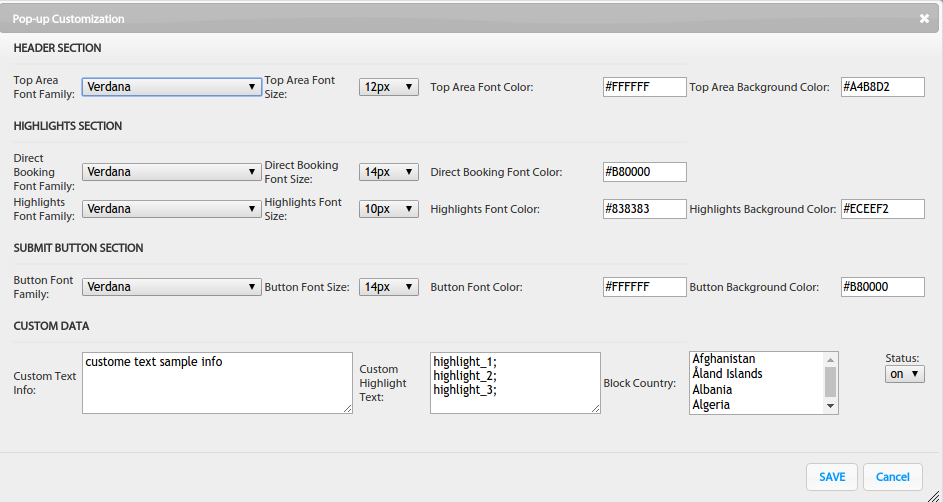 Pop-up Customization
HEADER SECTION
Top Area
Font Family:
Verdana
Top Area Font
Size:
12px
Top Area Font Color:
#FFFFFF
Top Area Background Color:
#A4B8D2
HIGHLIGHTS SECTION
Direct
Booking
Font Family:
Verdana
Direct Booking
Font Size:
14px
Direct Booking Font Color:
#B80000
Highlights
Font Family:
Verdana
Highlights Font
Size:
10px
Highlights Font Color:
#838383
Highlights Background Color:
#ECEEF2
SUBMIT BUTTON SECTION
Button Font
Family:
Verdana
Button Font Size:
14px
Button Font Color:
#FFFFFF
Button Background Color:
#B80000
CUSTOM DATA
Custom Text
Info:
custome text sample info
Custom
Highlight
Text:
highlight_1;
highlight_2;
highlight_3;
Block Country:
Afghanistan
Åland Islands
Albania
Algeria
Status:
on
SAVE
Cancel